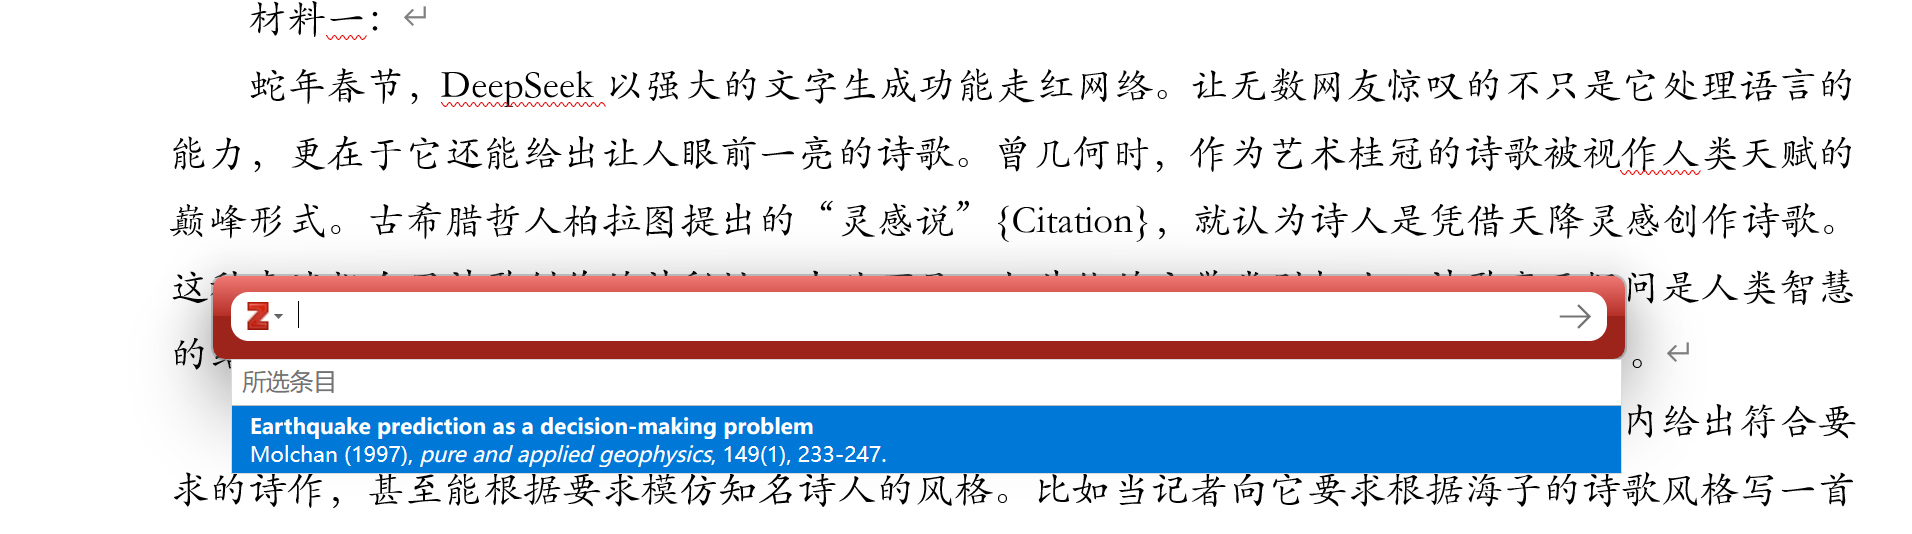 材料一：
蛇年春节，DeepSeek 以强大的文字生成功能走红网络。让无数网友惊叹的不只是它处理语言的
能力，更在于它还能给出让人眼前一亮的诗歌。曾几何时，作为艺术桂冠的诗歌被视作人类天赋的
巅峰形式。古希腊哲人柏拉图提出的“灵感说”{Citation}，就认为诗人是凭借天降灵感创作诗歌。
这 问是人类智慧
Z
的 。
所选条目
Earthquake prediction as a decision-making problem
Molchan (1997), pure and applied geophysics, 149(1), 233-247.
内给出符合要
求的诗作，甚至能根据要求模仿知名诗人的风格。比如当记者向它要求根据海子的诗歌风格写一首